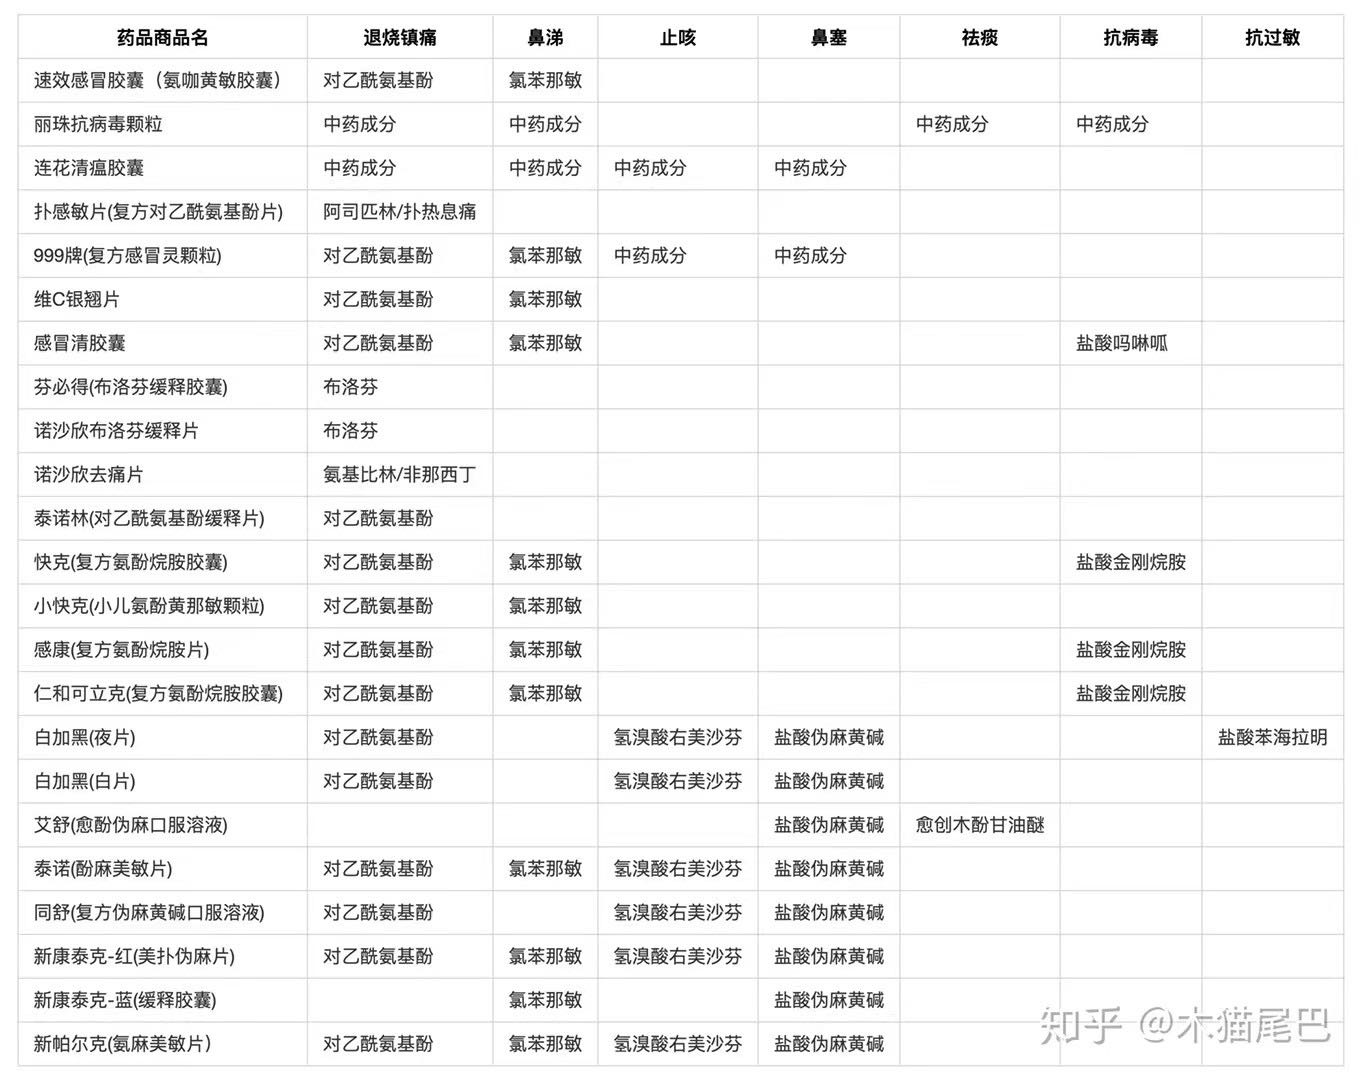 药品商品名 退烧镇痛 鼻涕 止咳 鼻塞 祛痰 抗病毒 抗过敏
速效感冒胶囊（氨咖黄敏胶囊） 对乙酰氨基酚 氯苯那敏
丽珠抗病毒颗粒 中药成分 中药成分 中药成分 中药成分
连花清瘟胶囊 中药成分 中药成分 中药成分 中药成分
扑感敏片(复方对乙酰氨基酚片) 阿司匹林/扑热息痛
999牌(复方感冒灵颗粒) 对乙酰氨基酚 氯苯那敏 中药成分 中药成分
维C银翘片 对乙酰氨基酚 氯苯那敏
感冒清胶囊 对乙酰氨基酚 氯苯那敏 盐酸吗啉呱
芬必得(布洛芬缓释胶囊) 布洛芬
诺沙欣布洛芬缓释片 布洛芬
诺沙欣去痛片 氨基比林/非那西丁
泰诺林(对乙酰氨基酚缓释片) 对乙酰氨基酚
快克(复方氨酚烷胺胶囊) 对乙酰氨基酚 氯苯那敏 盐酸金刚烷胺
小快克(小儿氨酚黄那敏颗粒) 对乙酰氨基酚 氯苯那敏
感康(复方氨酚烷胺片) 对乙酰氨基酚 氯苯那敏 盐酸金刚烷胺
仁和可立克(复方氨酚烷胺胶囊) 对乙酰氨基酚 氯苯那敏 盐酸金刚烷胺
白加黑(夜片) 对乙酰氨基酚 氢溴酸右美沙芬 盐酸伪麻黄碱 盐酸苯海拉明
白加黑(白片) 对乙酰氨基酚 氢溴酸右美沙芬 盐酸伪麻黄碱
艾舒(愈酚伪麻口服溶液) 盐酸伪麻黄碱 愈创木酚甘油醚
泰诺(酚麻美敏片) 对乙酰氨基酚 氯苯那敏 氢溴酸右美沙芬 盐酸伪麻黄碱
同舒(复方伪麻黄碱口服溶液) 对乙酰氨基酚 氢溴酸右美沙芬 盐酸伪麻黄碱
新康泰克-红(美扑伪麻片) 对乙酰氨基酚 氯苯那敏 氢溴酸右美沙芬 盐酸伪麻黄碱
新康泰克-蓝(缓释胶囊) 氯苯那敏 盐酸伪麻黄碱
新帕尔克(氨麻美敏片） 对乙酰氨基酚 氯苯那敏 氢溴酸右美沙芬 盐酸伪麻黄碱
知乎 @木猫尾巴